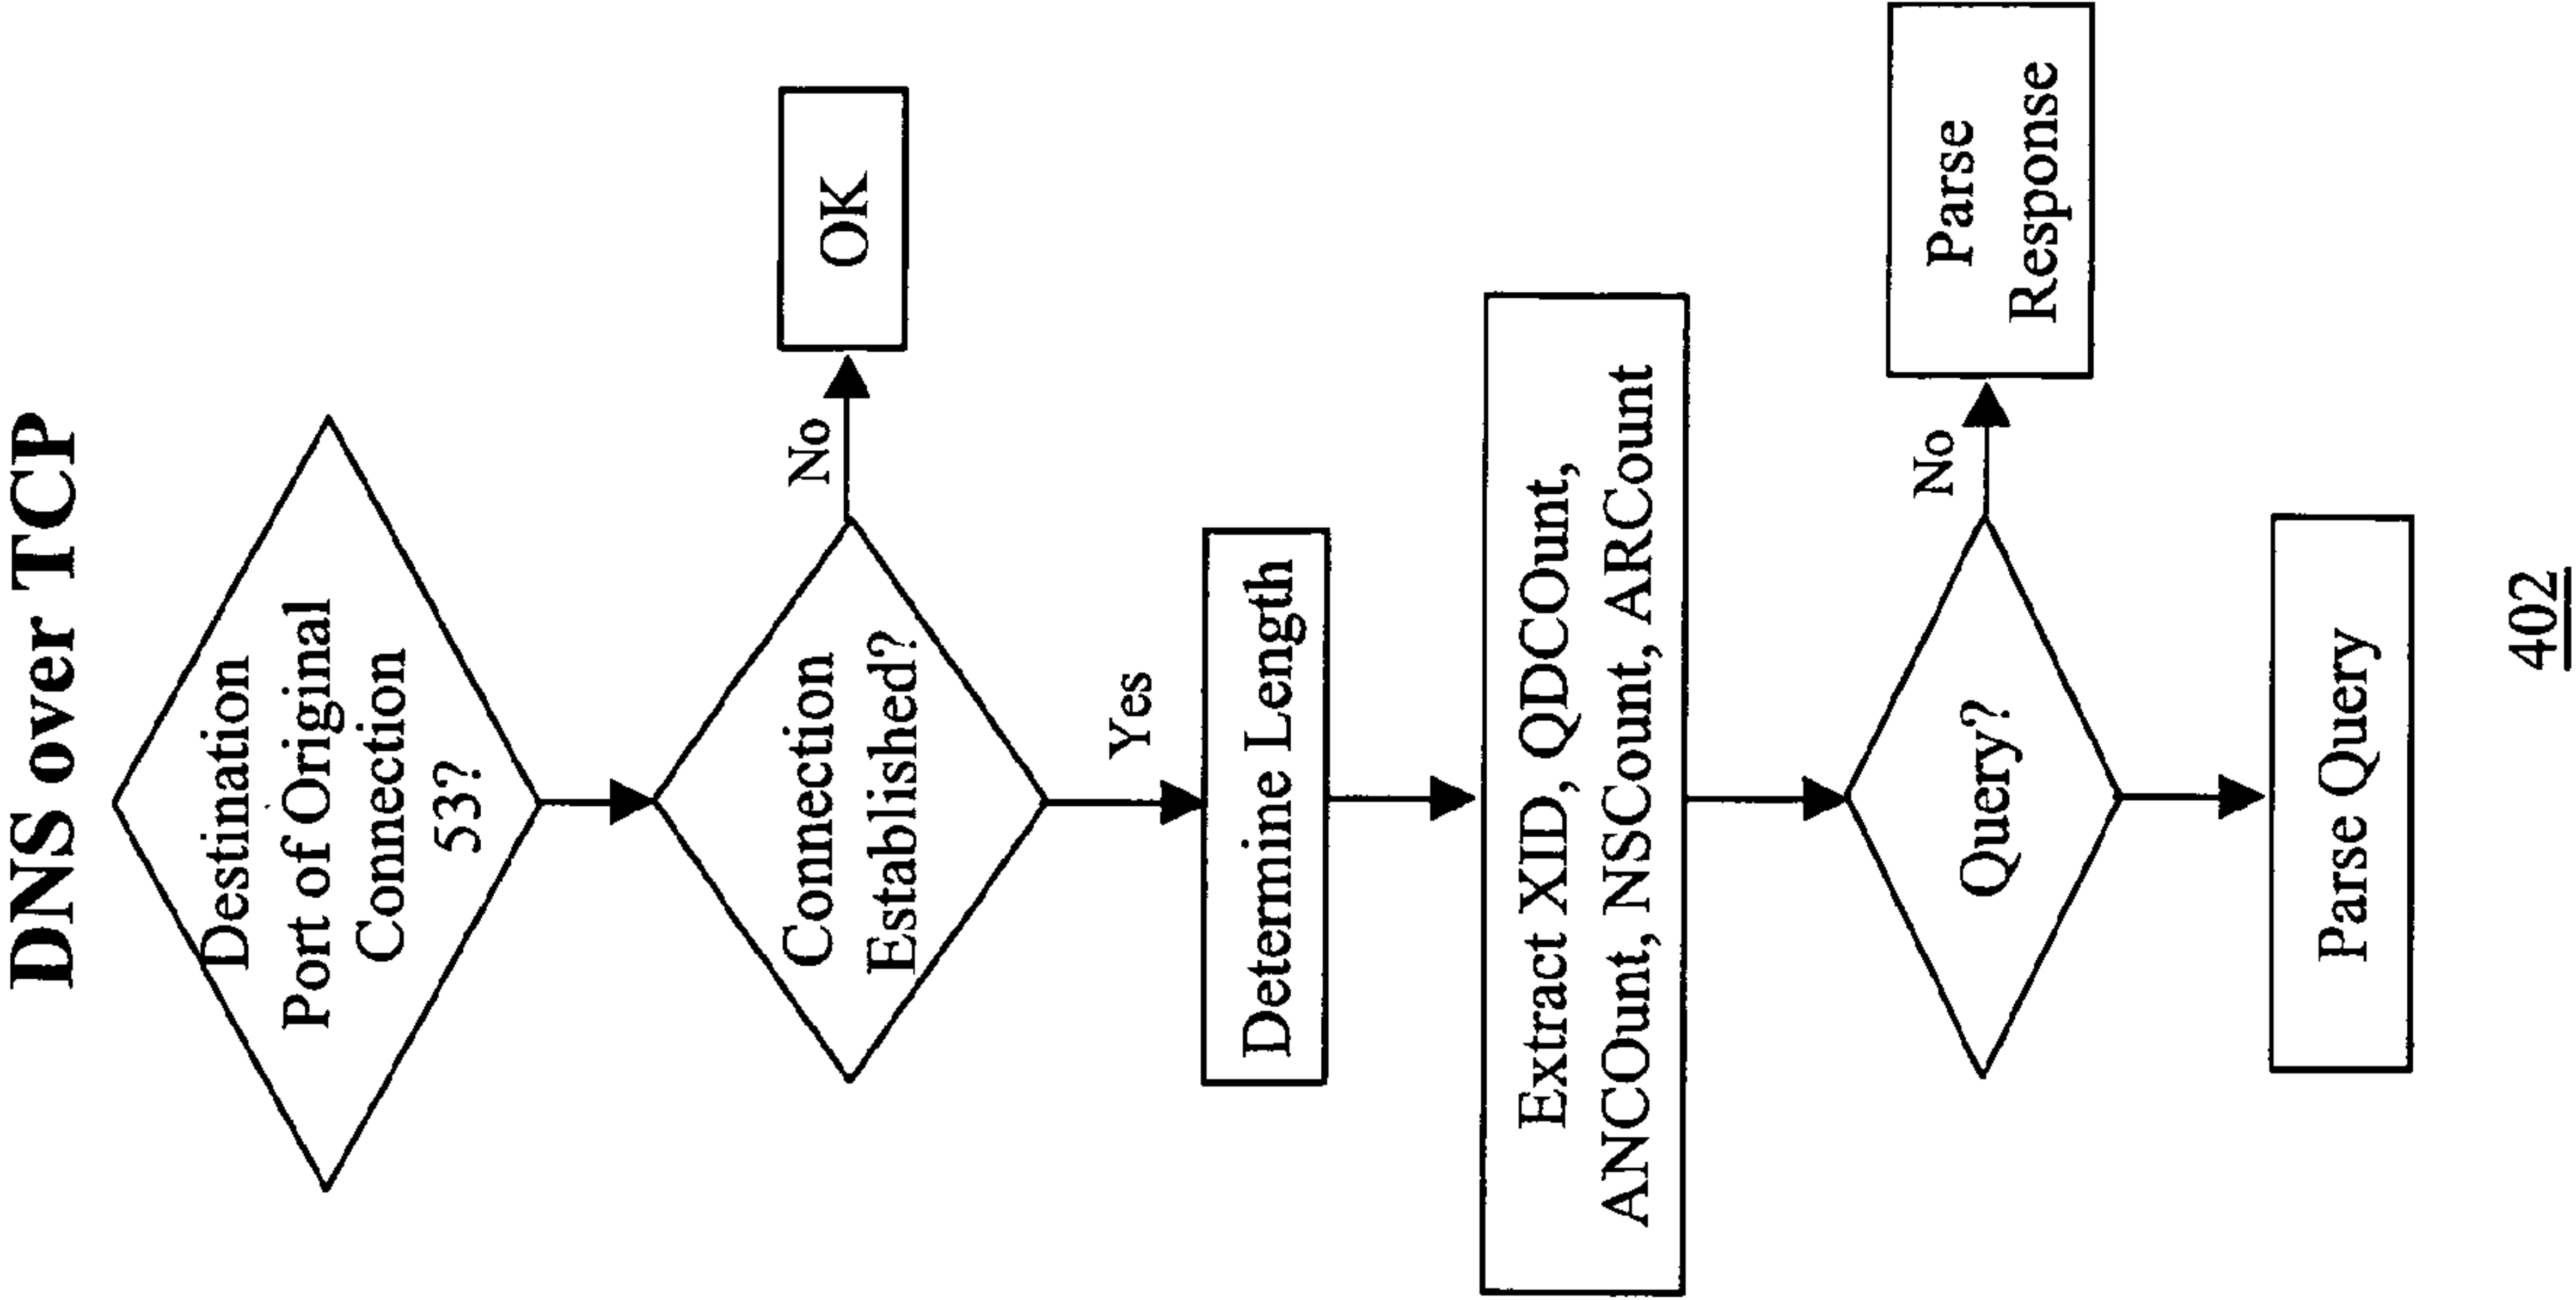 DNS over TCP
Destination
Port of Original
Connection
53?
Connection
Established?
No
OK
Yes
Determine Length
Extract XID, QDCOunt,
ANCOunt, NSCount, ARCount
Query?
No
Parse
Response
Parse Query
402